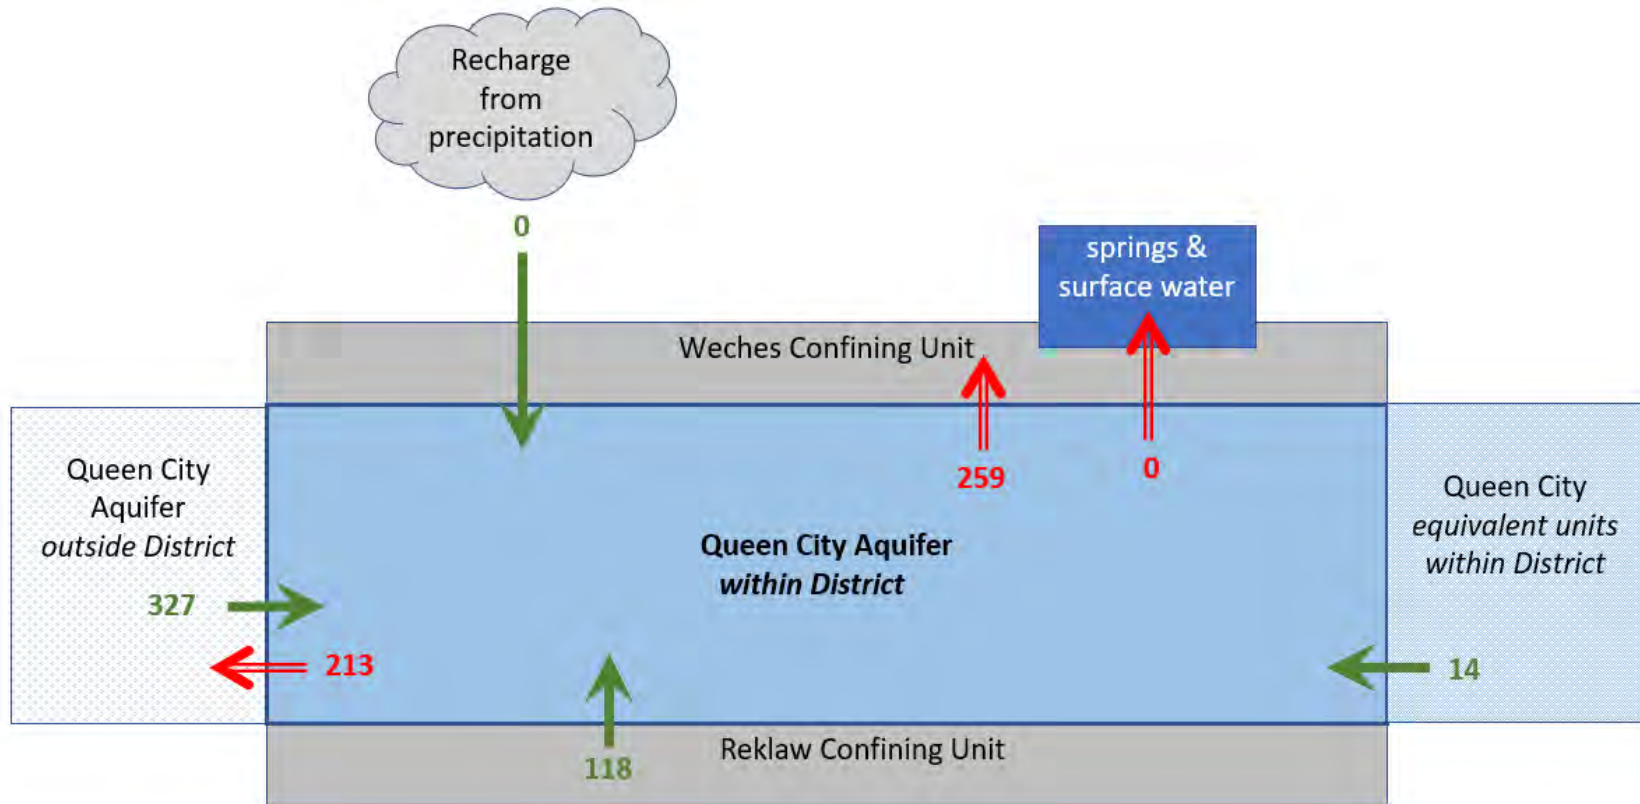 Recharge
from
precipitation
0
springs &
surface water
Weches Confining Unit
259
0
Queen City
Aquifer
outside District
327
213
Queen City Aquifer
within District
Queen City
equivalent units
within District
14
118
Reklaw Confining Unit